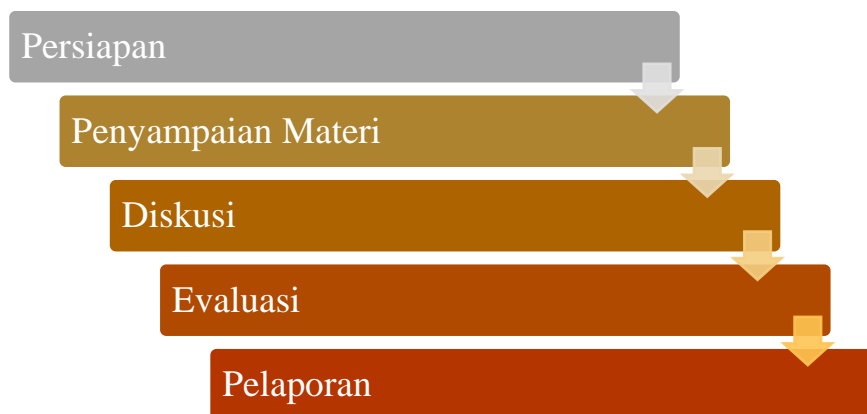 Persiapan
Penyampaian Materi
Diskusi
Evaluasi
Pelaporan